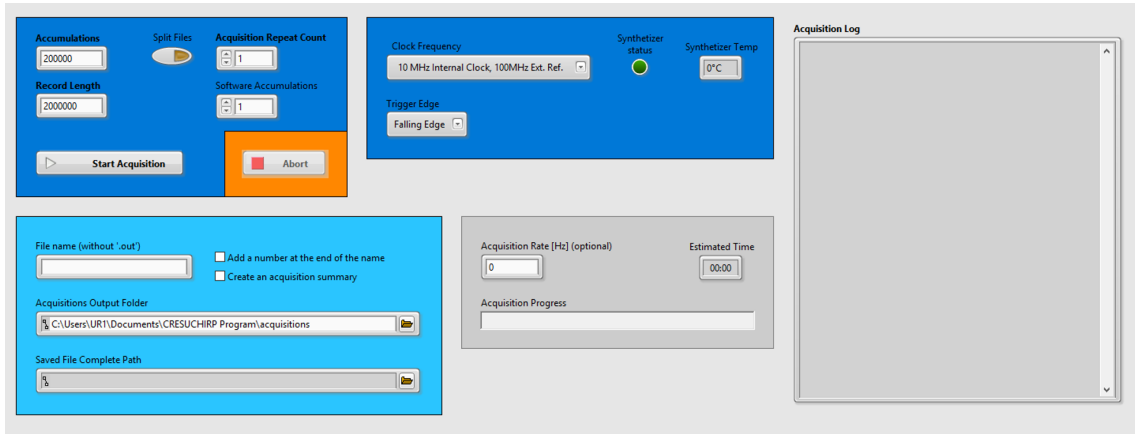 Accumulations
Split Files
Acquisition Repeat Count
200000
1
Record Length
Software Accumulations
2000000
1
Start Acquisition
Abort
Clock Frequency
Synthetizer
status
Synthetizer Temp
10 MHz Internal Clock, 100MHz Ext. Ref.
0°C
Trigger Edge
Falling Edge
Acquisition Log
File name (without '.out')
Add a number at the end of the name
Create an acquisition summary
Acquisitions Output Folder
C:\Users\UR1\Documents\CRESUCHIRP Program\acquisitions
Saved File Complete Path
Acquisition Rate [Hz] (optional)
Estimated Time
0
00:00
Acquisition Progress